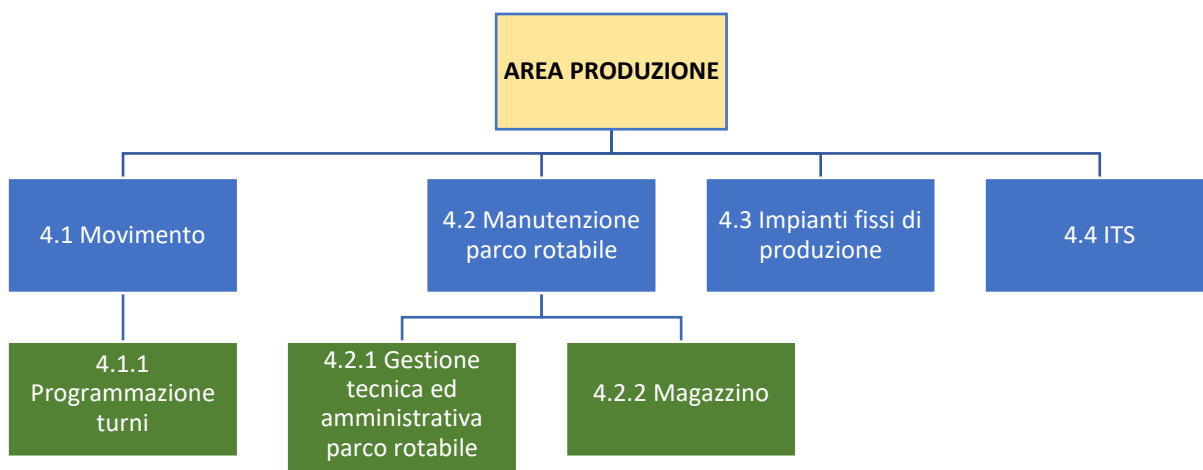 AREA PRODUZIONE
4.1 Movimento
4.2 Manutenzione
parco rotabile
4.3 Impianti fissi di
produzione
4.4 ITS
4.1.1
Programmazione
turni
4.2.1 Gestione
tecnica ed
amministrativa
parco rotabile
4.2.2 Magazzino